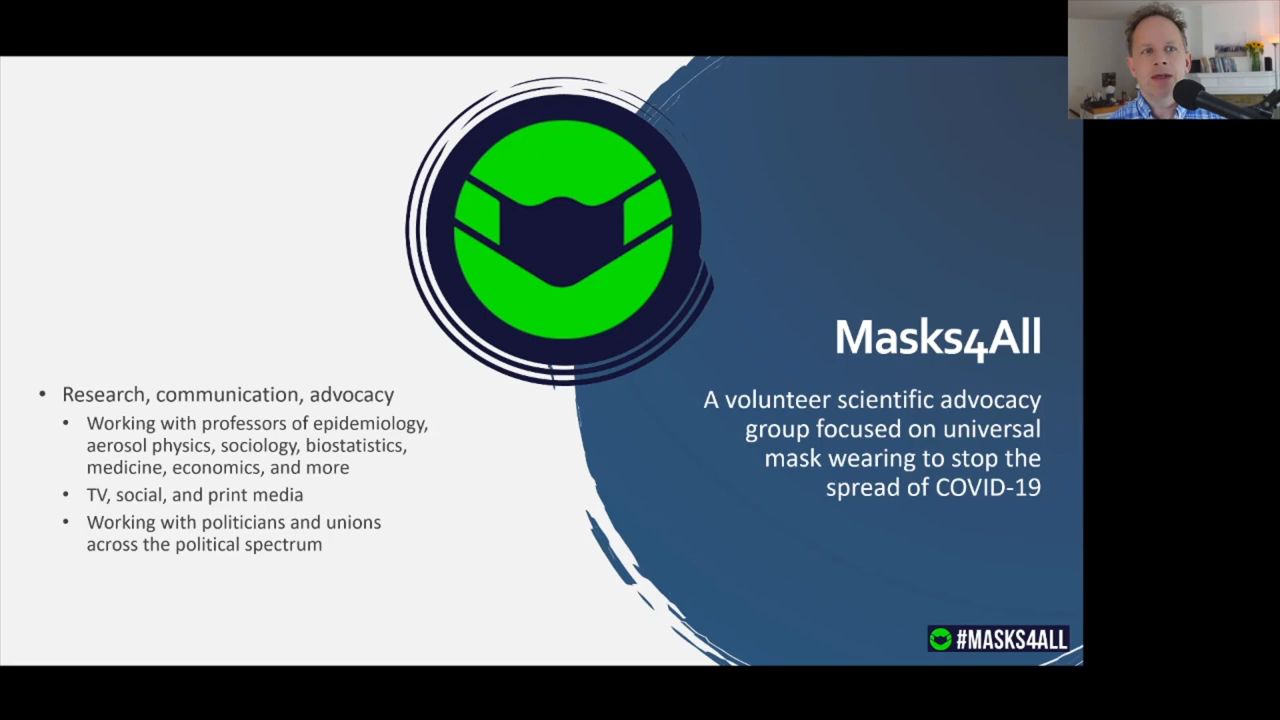 Masks4All
A volunteer scientific advocacy
group focused on universal
mask wearing to stop the
spread of COVID-19
• Research, communication, advocacy
• Working with professors of epidemiology,
aerosol physics, sociology, biostatistics,
medicine, economics, and more
• TV, social, and print media
• Working with politicians and unions
across the political spectrum
#MASKS4ALL